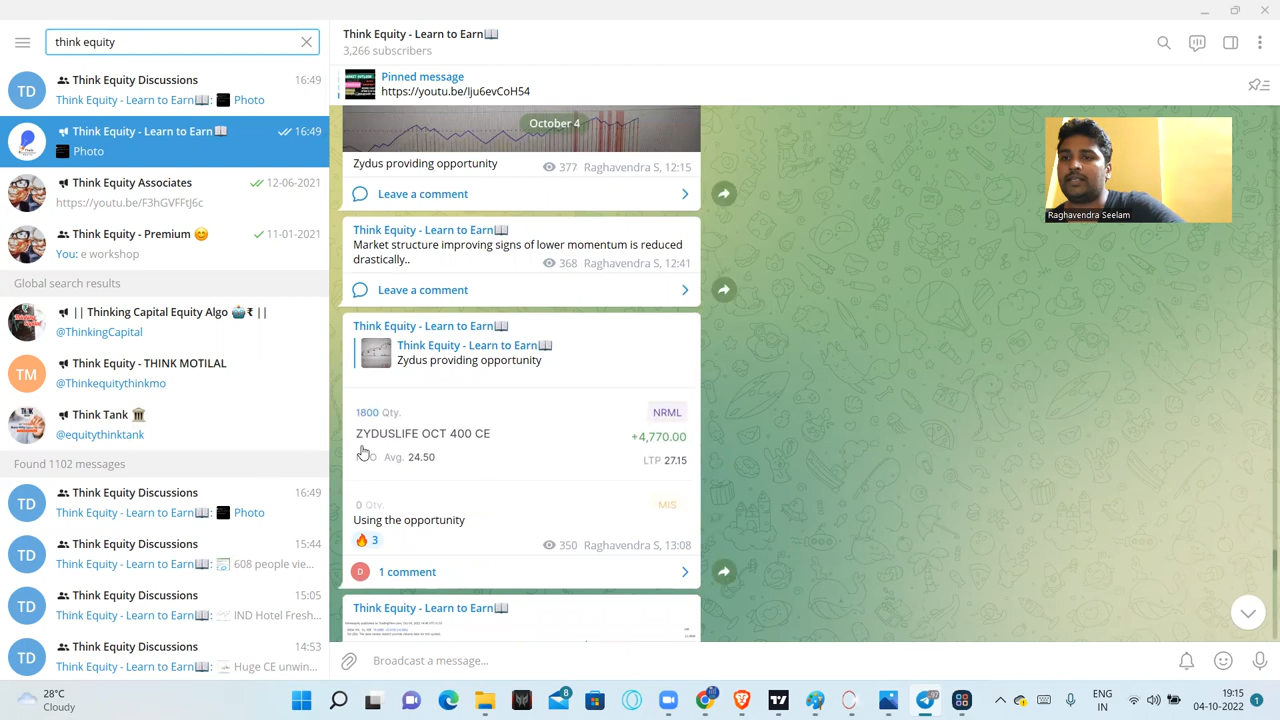 think equity
TD
Think Equity Discussions
16:49
Think Equity - Learn to Earn📖: Photo
Think Equity - Learn to Earn📖
16:49
Photo
Think Equity Associates
12-06-2021
https://youtu.be/F3hGVFFtJ6c
Think Equity - Premium 😊
11-01-2021
You: e workshop
Global search results
|| Thinking Capital Equity Algo 🤖₹ ||
@ThinkingCapital
TM
Think Equity - THINK MOTILAL
@Thinkequitythinkmo
Think Tank 🏛
@equitythinktank
Found 1102 messages
TD
Think Equity Discussions
16:49
Think Equity - Learn to Earn📖: Photo
TD
Think Equity Discussions
15:44
Think Equity - Learn to Earn📖: 608 people vie...
TD
Think Equity Discussions
15:05
Think Equity - Learn to Earn📖: IND Hotel Fresh...
TD
Think Equity Discussions
14:53
Think Equity - Learn to Earn📖: Huge CE unwin...
Think Equity - Learn to Earn📖
3,266 subscribers
Pinned message
https://youtu.be/Iju6evCoH54
October 4
Zydus providing opportunity
377 Raghavendra S, 12:15
Leave a comment
Think Equity - Learn to Earn📖
Market structure improving signs of lower momentum is reduced
drastically..
368 Raghavendra S, 12:41
Leave a comment
Think Equity - Learn to Earn📖
Think Equity - Learn to Earn📖
Zydus providing opportunity
1800 Qty.
NRML
ZYDUSLIFE OCT 400 CE
+4,770.00
Avg. 24.50
LTP 27.15
0 Qty.
MIS
Using the opportunity
🔥 3
350 Raghavendra S, 13:08
D
1 comment
Think Equity - Learn to Earn📖
Broadcast a message...
Raghavendra Seelam
28°C
Cloudy
8
ENG
IN
04-10-2022
1